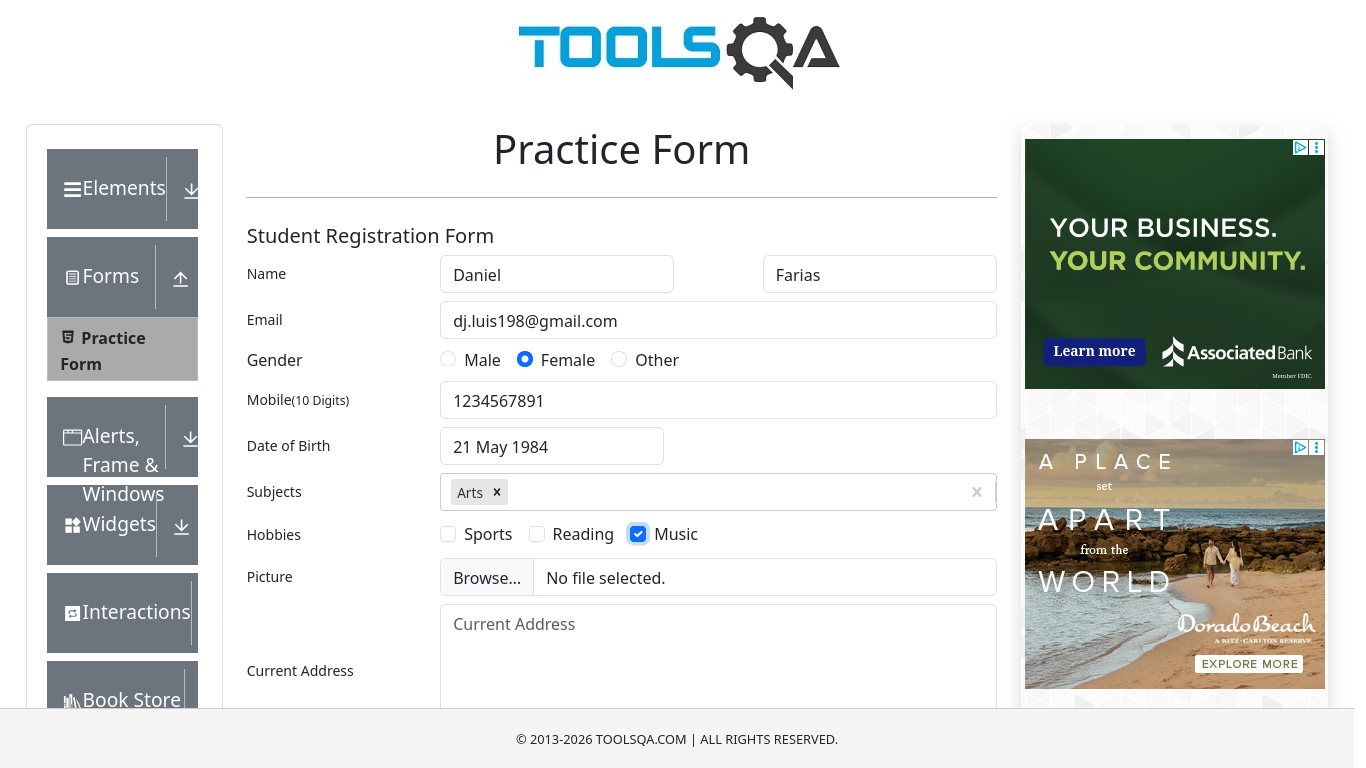 TOOLSQA
Practice Form
Elements
Forms
Practice
Form
Alerts,
Frame &
Windows
Widgets
Interactions
Book Store
Student Registration Form
Name
Daniel
Farias
Email
dj.luis198@gmail.com
Gender
Male
Female
Other
Mobile(10 Digits)
1234567891
Date of Birth
21 May 1984
Subjects
Arts
Hobbies
Sports
Reading
Music
Picture
Browse... No file selected.
Current Address
Current Address
YOUR BUSINESS.
YOUR COMMUNITY.
Learn more
AssociatedBank
Member FDIC.
A PLACE
set
APART
from the
WORLD
Dorado Beach
A RITZ-CARLTON RESERVE
EXPLORE MORE
© 2013-2026 TOOLSQA.COM | ALL RIGHTS RESERVED.